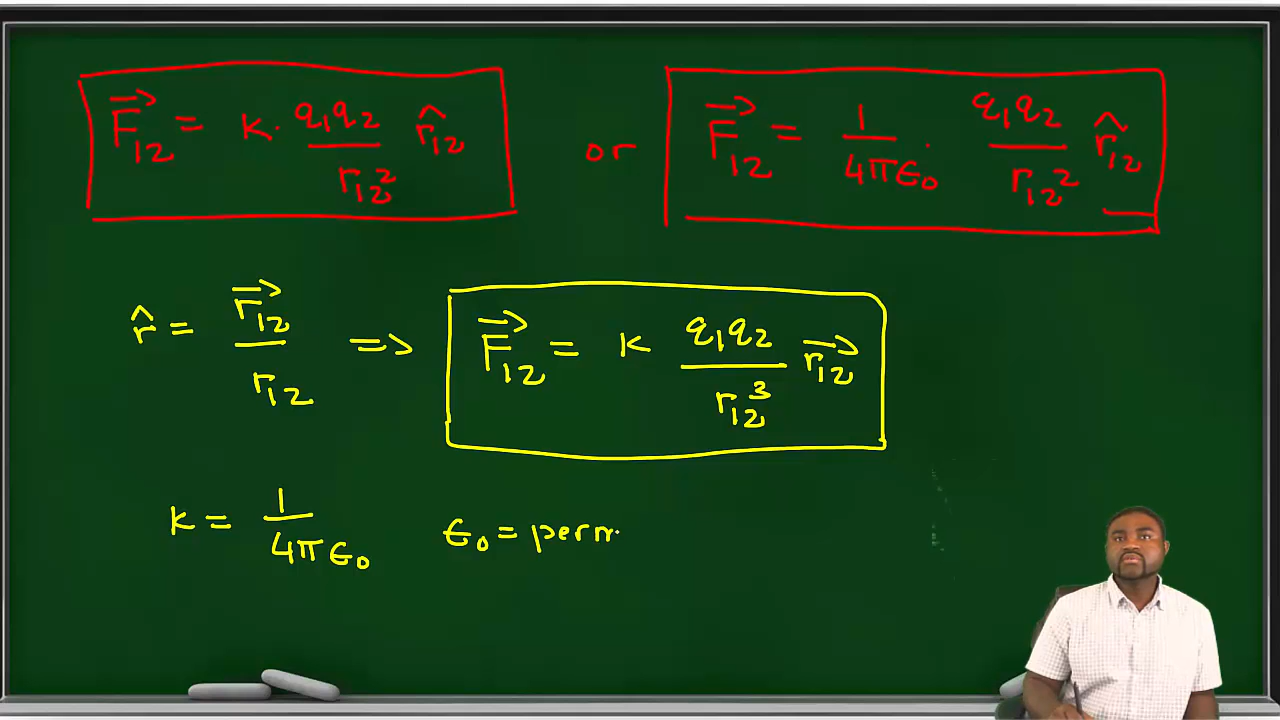 F⃗₁₂ = K · q₁q₂ / r₁₂² r̂₁₂ or F⃗₁₂ = 1 / 4πε₀ · q₁q₂ / r₁₂² r̂₁₂
r̂ = r⃗₁₂ / r₁₂ => F⃗₁₂ = K q₁q₂ / r₁₂³ r⃗₁₂
K = 1 / 4πε₀ ε₀ = perm